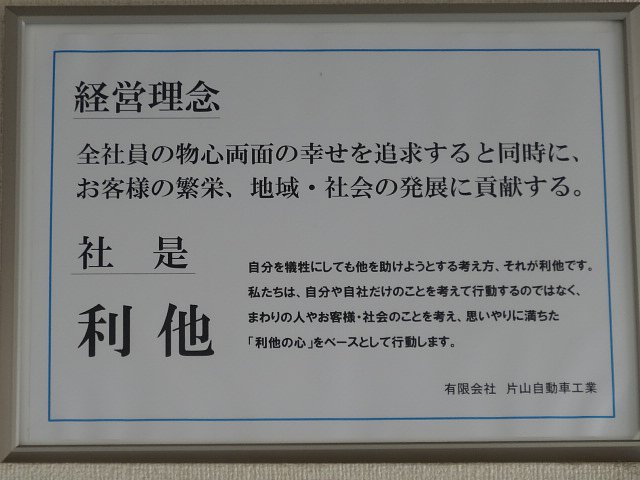 経営理念
全社員の物心両面の幸せを追求すると同時に、
お客様の繁栄、地域・社会の発展に貢献する。
社 是
利他
自分を犠牲にしても他を助けようとする考え方、それが利他です。
私たちは、自分や自社だけのことを考えて行動するのではなく、
まわりの人やお客様・社会のことを考え、思いやりに満ちた
「利他の心」をベースとして行動します。
有限会社 片山自動車工業